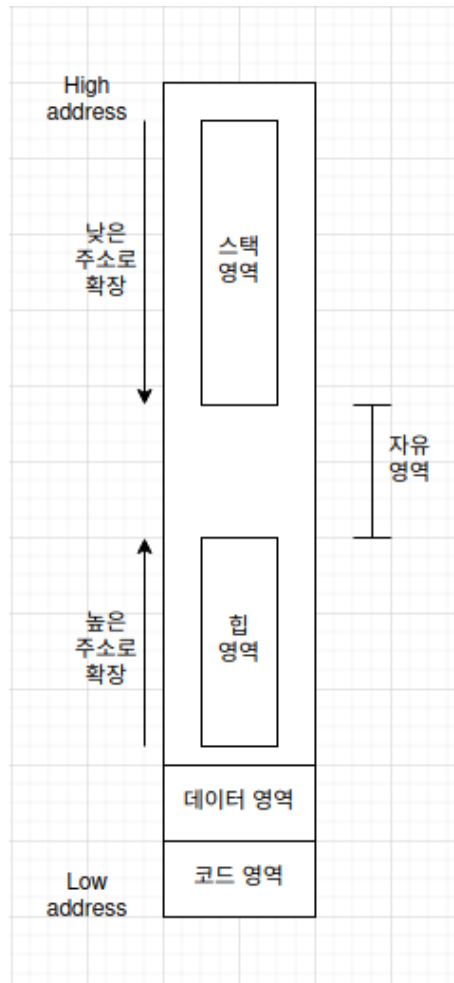 High
address
낮은
주소로
확장
스택
영역
자유
영역
높은
주소로
확장
힙
영역
데이터 영역
코드 영역
Low
address